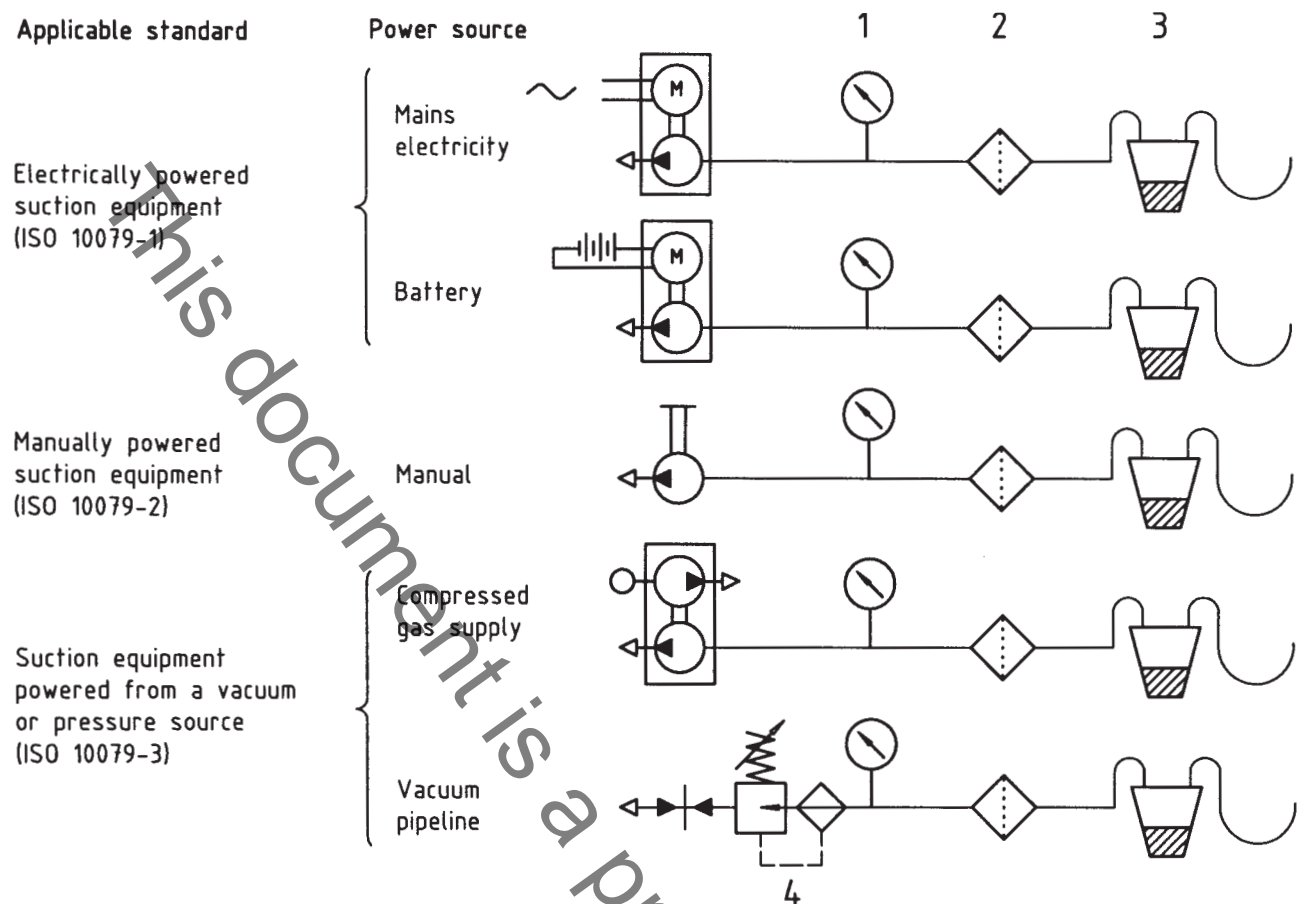 Applicable standard
Power source
1
2
3
Electrically powered
suction equipment
(ISO 10079-1)
Mains
electricity
M
Battery
M
Manually powered
suction equipment
(ISO 10079-2)
Manual
Suction equipment
powered from a vacuum
or pressure source
(ISO 10079-3)
Compressed
gas supply
Vacuum
pipeline
4
This document is a pr